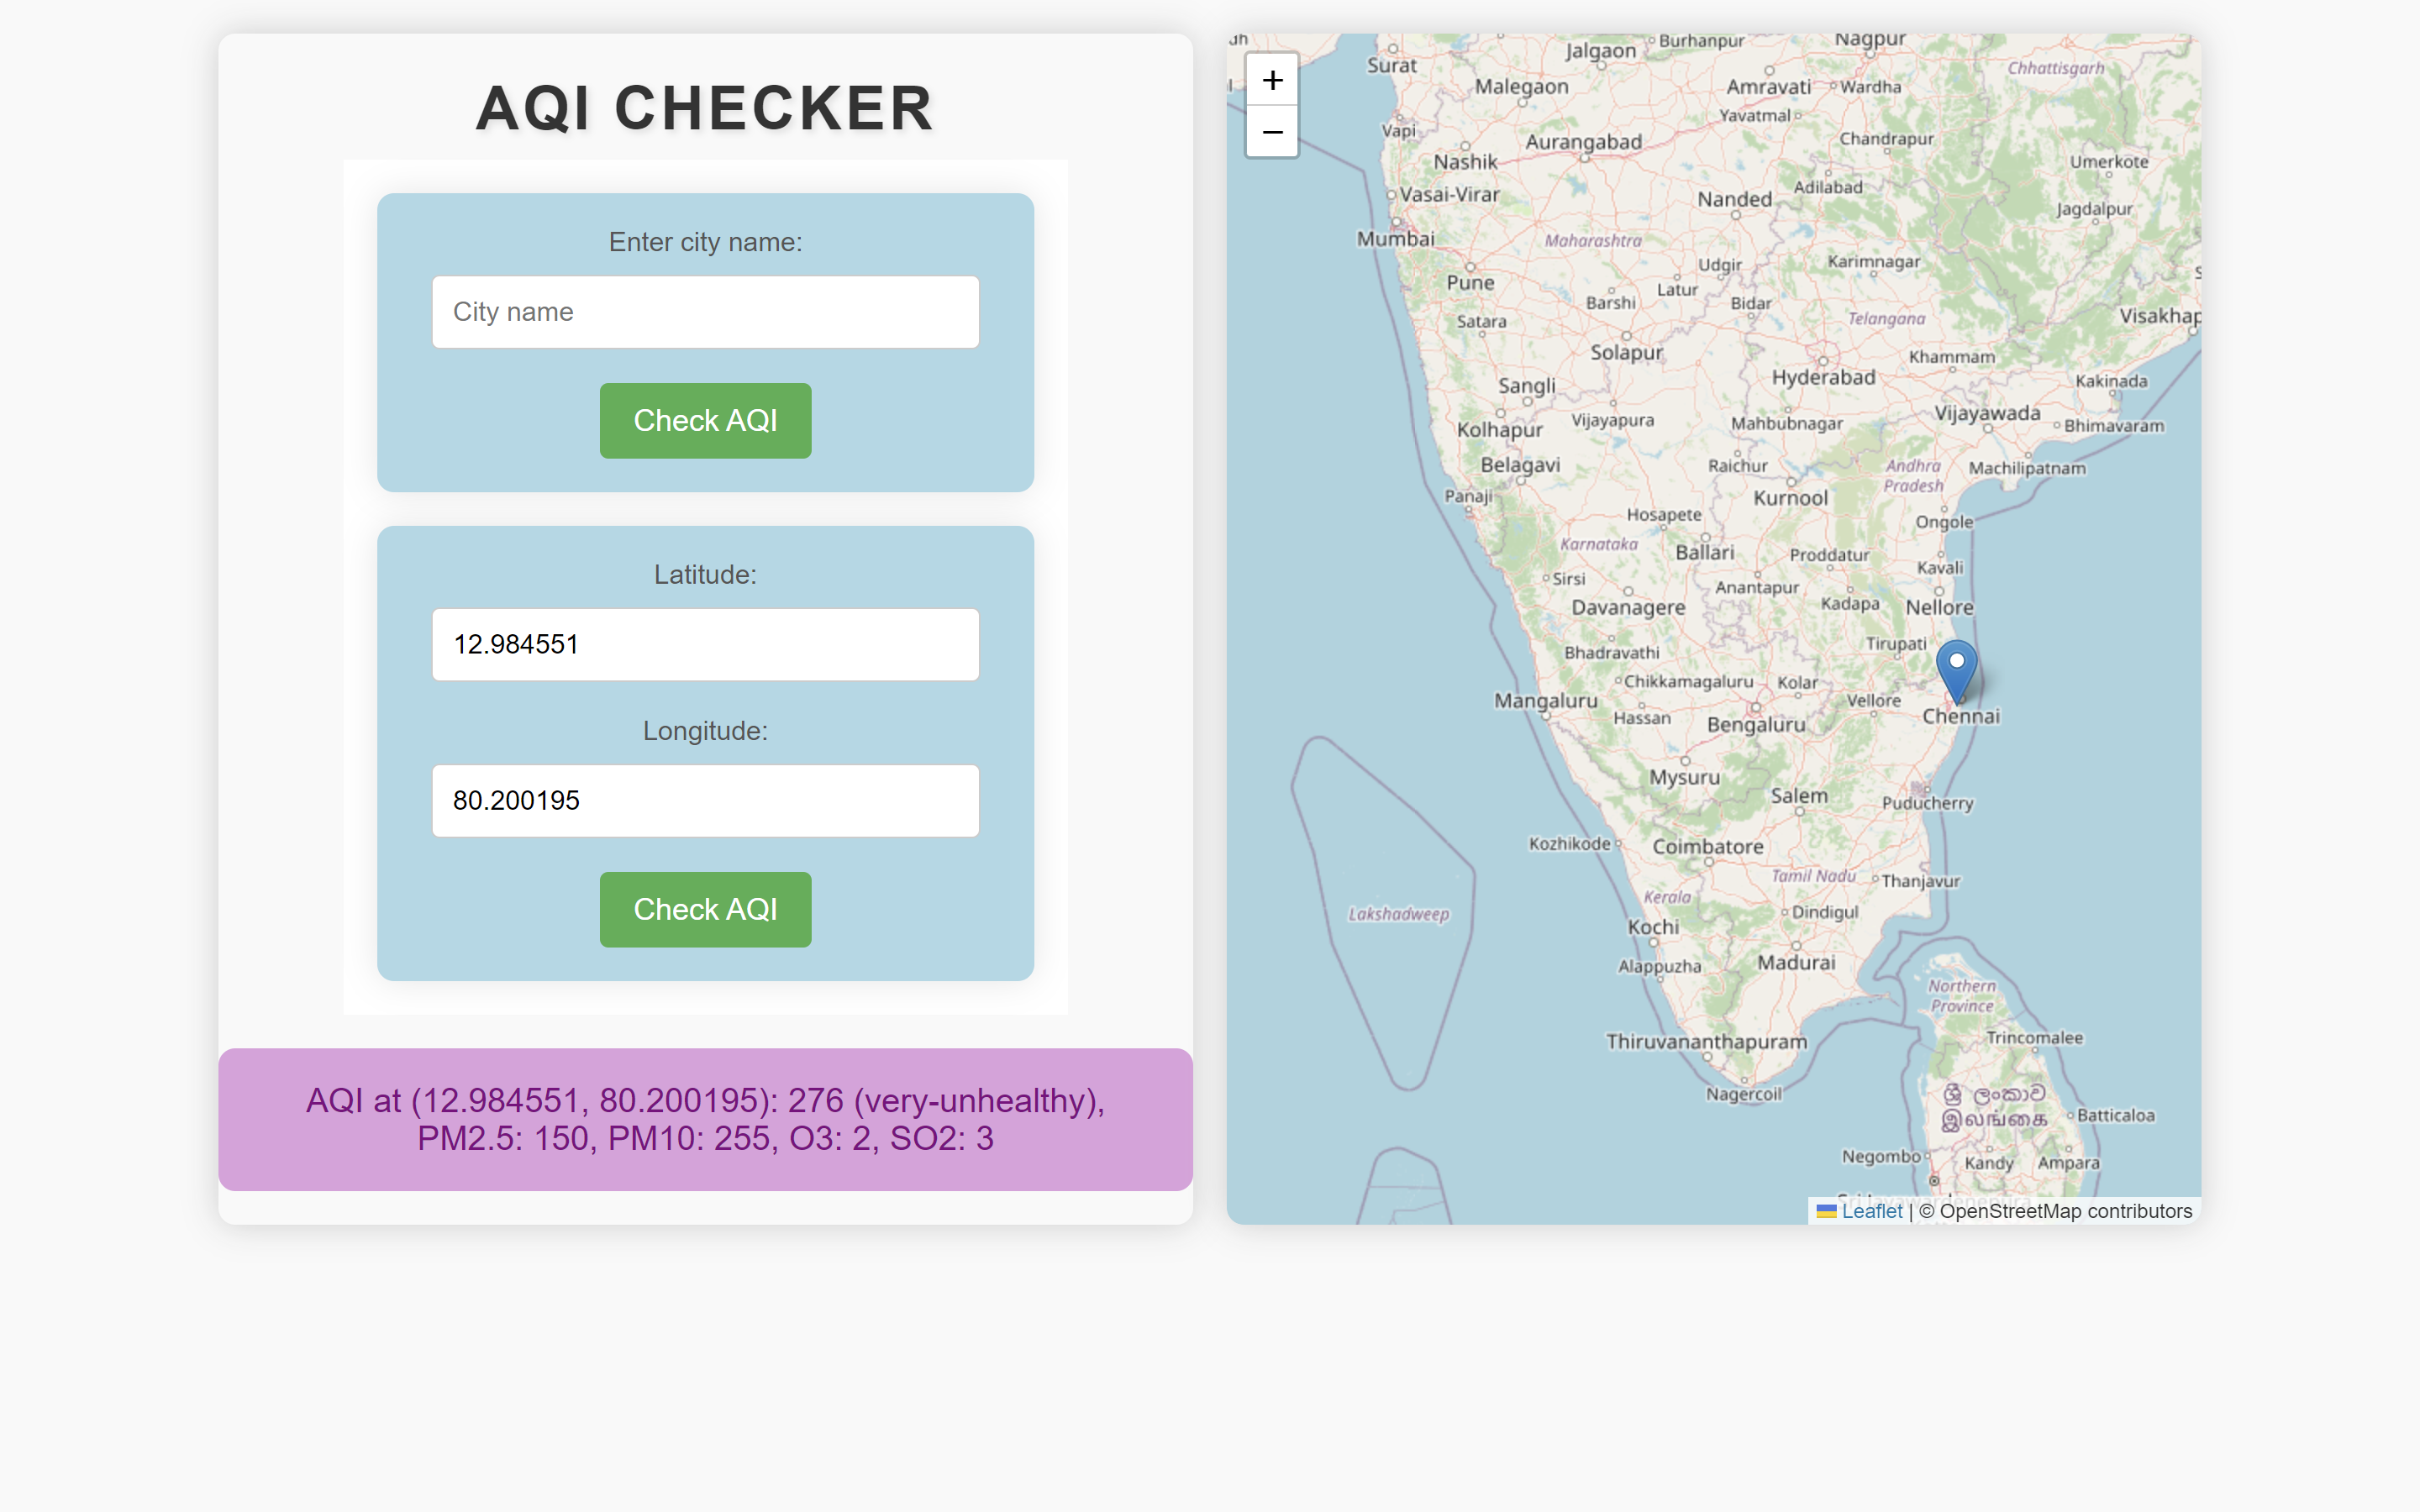 AQI CHECKER
Enter city name:
City name
Check AQI
Latitude:
12.984551
Longitude:
80.200195
Check AQI
AQI at (12.984551, 80.200195): 276 (very-unhealthy),
PM2.5: 150, PM10: 255, O3: 2, SO2: 3
+
−
Surat
Jalgaon
Burhanpur
Nagpur
Chhattisgarh
Malegaon
Amravati
Wardha
Yavatmal
Vapi
Aurangabad
Chandrapur
Nashik
Umerkote
Vasai-Virar
Nanded
Adilabad
Jagdalpur
Mumbai
Maharashtra
Udgir
Karimnagar
Pune
Latur
Barshi
Bidar
Satara
Telangana
Visakhap
Solapur
Khammam
Hyderabad
Sangli
Kakinada
Vijayapura
Mahbubnagar
Vijayawada
Bhimavaram
Kolhapur
Belagavi
Raichur
Andhra
Pradesh
Machilipatnam
Panaji
Kurnool
Hosapete
Ongole
Karnataka
Ballari
Proddatur
Kavali
Sirsi
Anantapur
Davanagere
Kadapa
Nellore
Tirupati
Bhadravathi
Chikkamagaluru
Kolar
Mangaluru
Hassan
Bengaluru
Vellore
Chennai
Mysuru
Salem
Puducherry
Kozhikode
Coimbatore
Tamil Nadu
Thanjavur
Kerala
Lakshadweep
Dindigul
Kochi
Alappuzha
Madurai
Northern
Province
Thiruvananthapuram
Trincomalee
Nagercoil
ශ්‍රී ලංකාව
இலங்கை
Batticaloa
Negombo
Kandy
Ampara
Leaflet | © OpenStreetMap contributors